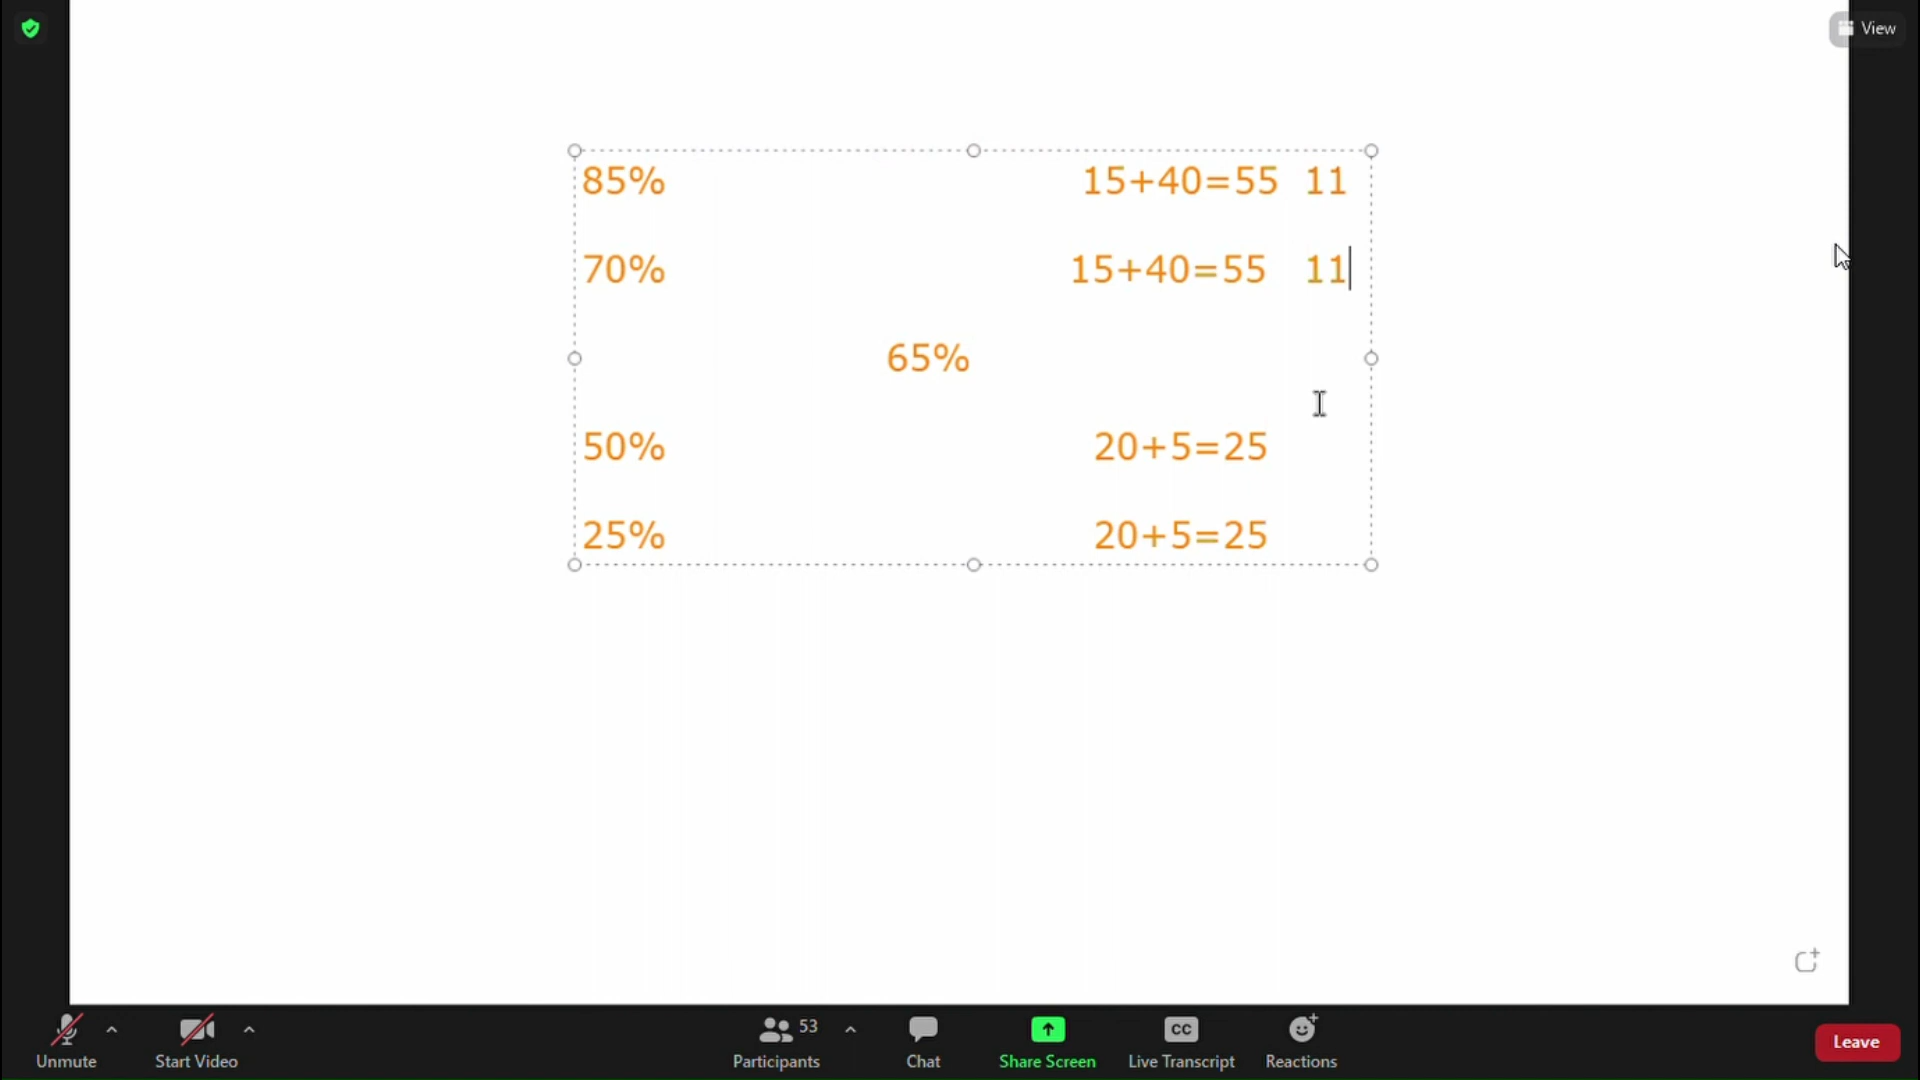 View
85% 15+40=55 11
70% 15+40=55 11
65%
50% 20+5=25
25% 20+5=25
53
Unmute Start Video Participants Chat Share Screen CC Live Transcript Reactions Leave